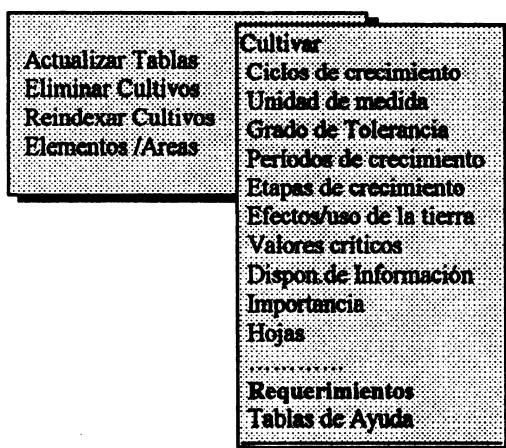 Actualizar Tablas
Eliminar Cultivos
Reindexar Cultivos
Elementos /Areas
Cultivar
Ciclos de crecimiento
Unidad de medida
Grado de Tolerancia
Períodos de crecimiento
Etapas de crecimiento
Efectos/uso de la tierra
Valores críticos
Dispon.de Información
Importancia
Hojas
.............
Requerimientos
Tablas de Ayuda